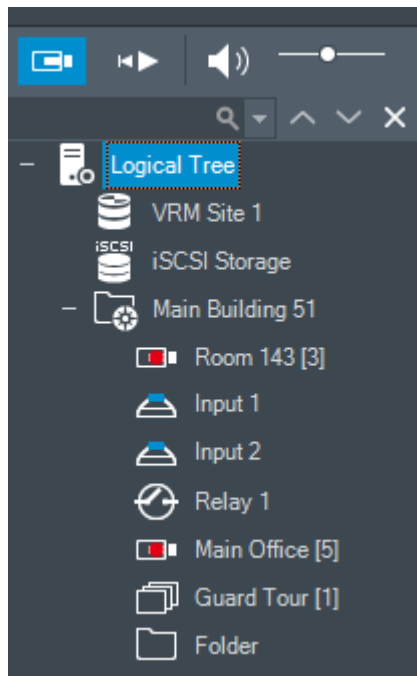 Logical Tree
VRM Site 1
iSCSI
iSCSI Storage
Main Building 51
Room 143 [3]
Input 1
Input 2
Relay 1
Main Office [5]
Guard Tour [1]
Folder